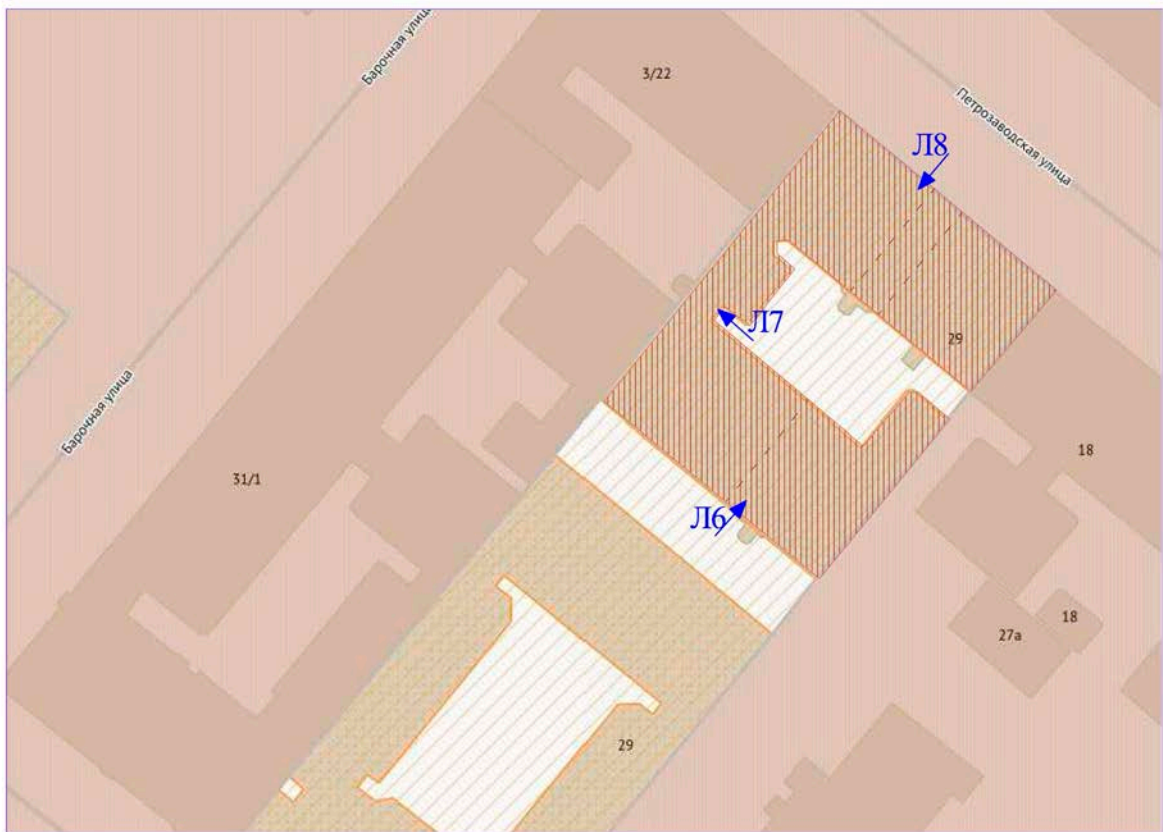 Барочная улица
3/22
Петрозаводская улица
Л8
Л7
29
Барочная улица
18
31/1
Л6
18
27а
29